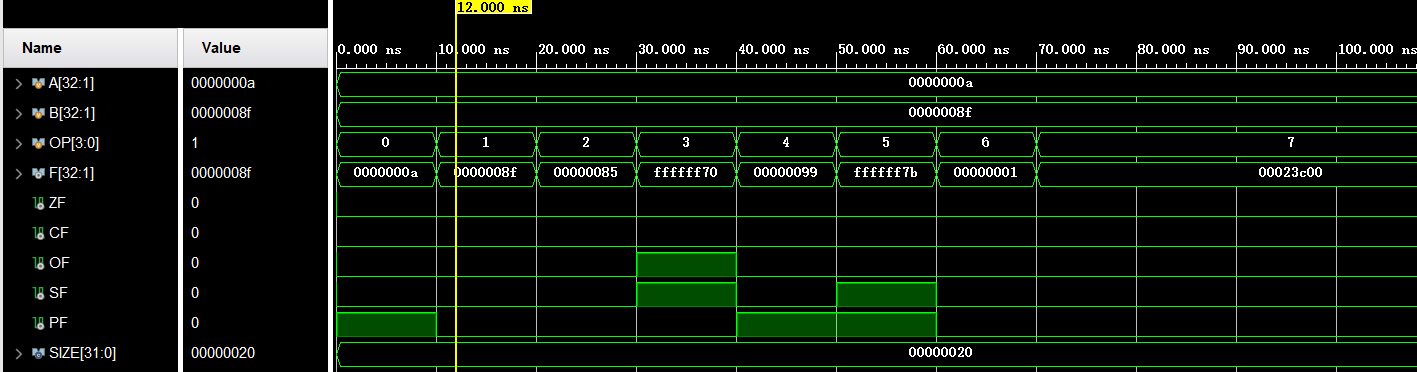 12.000 ns
Name Value 0.000 ns 10.000 ns 20.000 ns 30.000 ns 40.000 ns 50.000 ns 60.000 ns 70.000 ns 80.000 ns 90.000 ns 100.000 ns
A[32:1] 0000000a 0000000a
B[32:1] 0000008f 0000008f
OP[3:0] 1 0 1 2 3 4 5 6 7
F[32:1] 0000008f 0000000a 0000008f 00000085 ffffff70 00000099 ffffff7b 00000001 00023c00
ZF 0
CF 0
OF 0
SF 0
PF 0
SIZE[31:0] 00000020 00000020